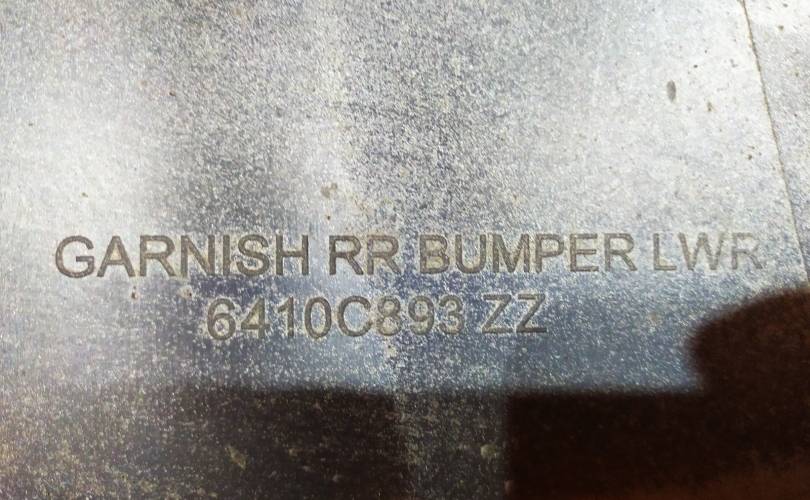 GARNISH RR BUMPER LWR
6410C893 ZZ